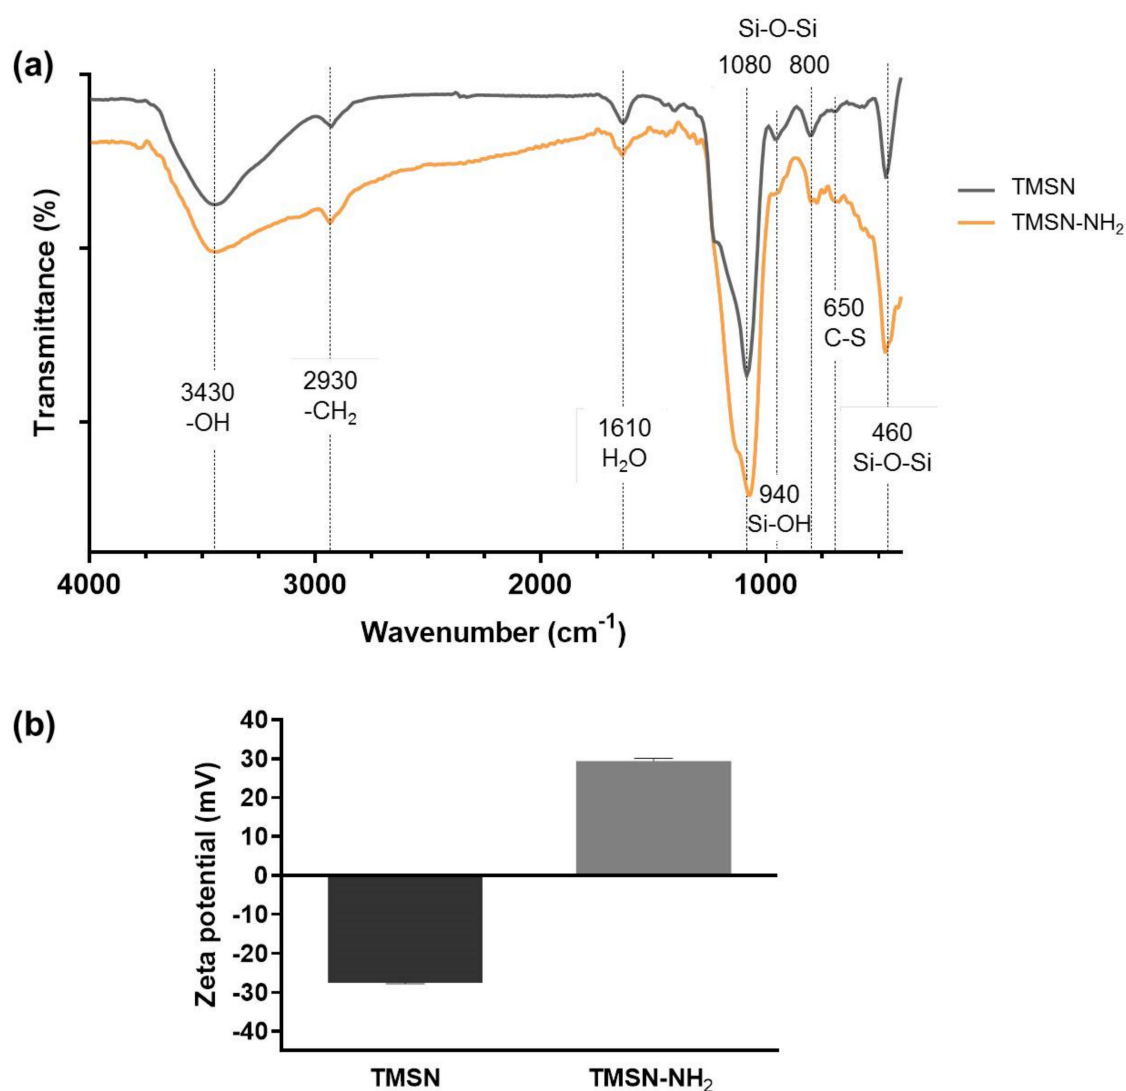 (a)
Si-O-Si
1080 800
TMSN
TMSN-NH₂
Transmittance (%)
3430
-OH
2930
-CH₂
1610
H₂O
940
Si-OH
650
C-S
460
Si-O-Si
4000 3000 2000 1000
Wavenumber (cm⁻¹)
(b)
Zeta potential (mV)
40
30
20
10
0
-10
-20
-30
-40
TMSN TMSN-NH₂